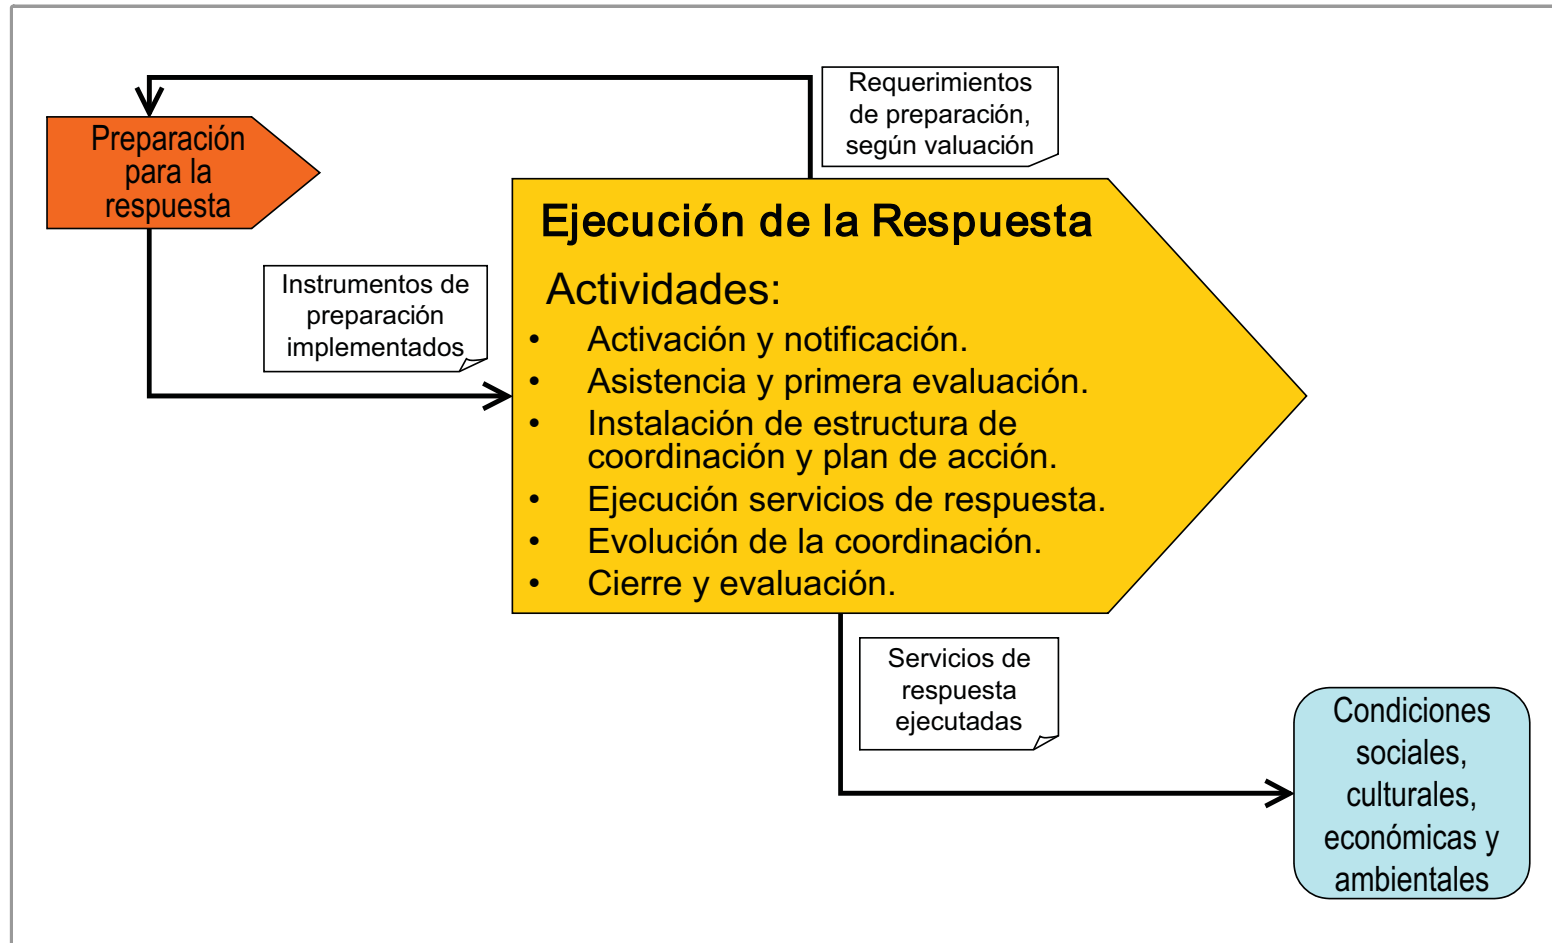 Requerimientos
de preparación,
según valuación
Preparación
para la
respuesta
Ejecución de la Respuesta
Instrumentos de
preparación
implementados
Actividades:
• Activación y notificación.
• Asistencia y primera evaluación.
• Instalación de estructura de
coordinación y plan de acción.
• Ejecución servicios de respuesta.
• Evolución de la coordinación.
• Cierre y evaluación.
Servicios de
respuesta
ejecutadas
Condiciones
sociales,
culturales,
económicas y
ambientales